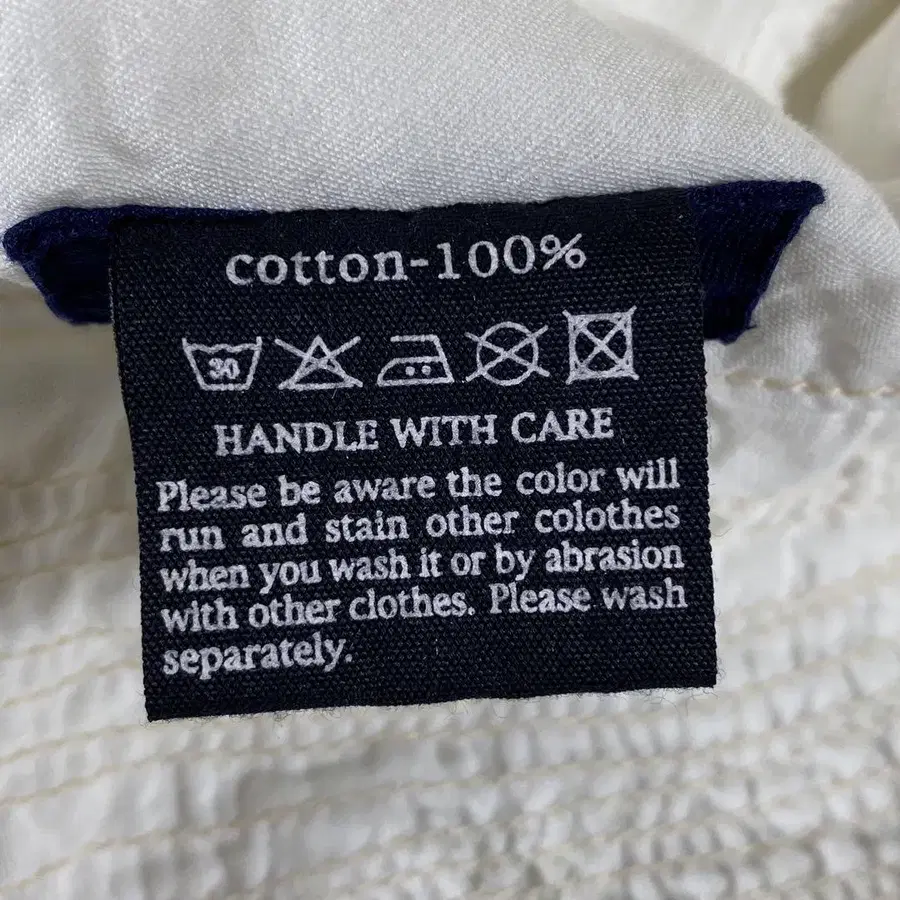 cotton-100%
30
HANDLE WITH CARE
Please be aware the color will
run and stain other colothes
when you wash it or by abrasion
with other clothes. Please wash
separately.